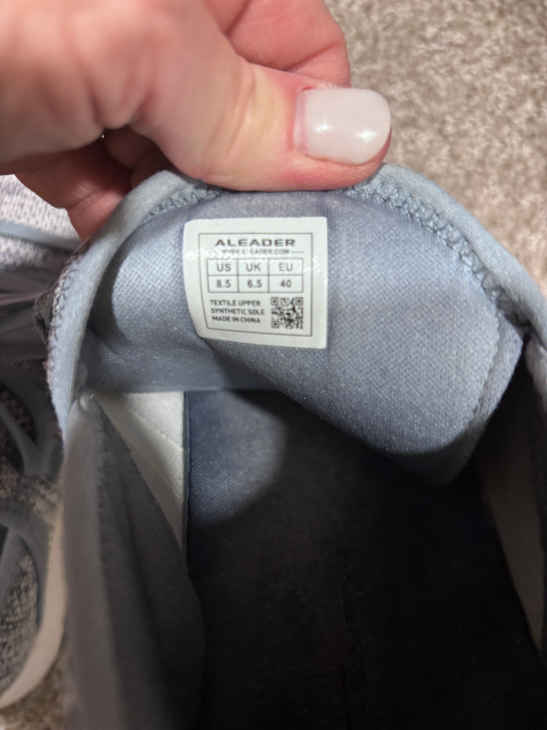 ALEADER
US UK EU
8.5 6.5 40
TEXTILE UPPER
SYNTHETIC SOLE
MADE IN CHINA